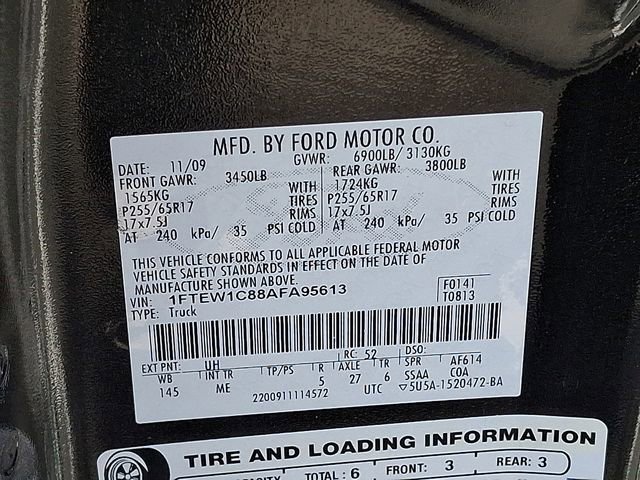 MFD. BY FORD MOTOR CO.
DATE: 11/09 GVWR: 6900LB/ 3130KG
FRONT GAWR: 3450LB REAR GAWR: 3800LB
1565KG WITH 1724KG WITH
P255/65R17 TIRES P255/65R17 TIRES
17x7.5J RIMS 17x7.5J RIMS
AT 240 kPa/ 35 PSI COLD AT 240 kPa/ 35 PSI COLD
THIS VEHICLE CONFORMS TO ALL APPLICABLE FEDERAL MOTOR
VEHICLE SAFETY STANDARDS IN EFFECT ON THE DATE OF
MANUFACTURE SHOWN ABOVE.
VIN: 1FTEW1C88AFA95613 F0141
TYPE: Truck T0813
EXT PNT: UH RC: 52 DSO:
WB INT TR TP/PS R AXLE TR SPR AF614
145 ME 5 27 6 SSAA COA
2200911114572 UTC 5U5A-1520472-BA
TIRE AND LOADING INFORMATION
TOTAL: 6 FRONT: 3 REAR: 3